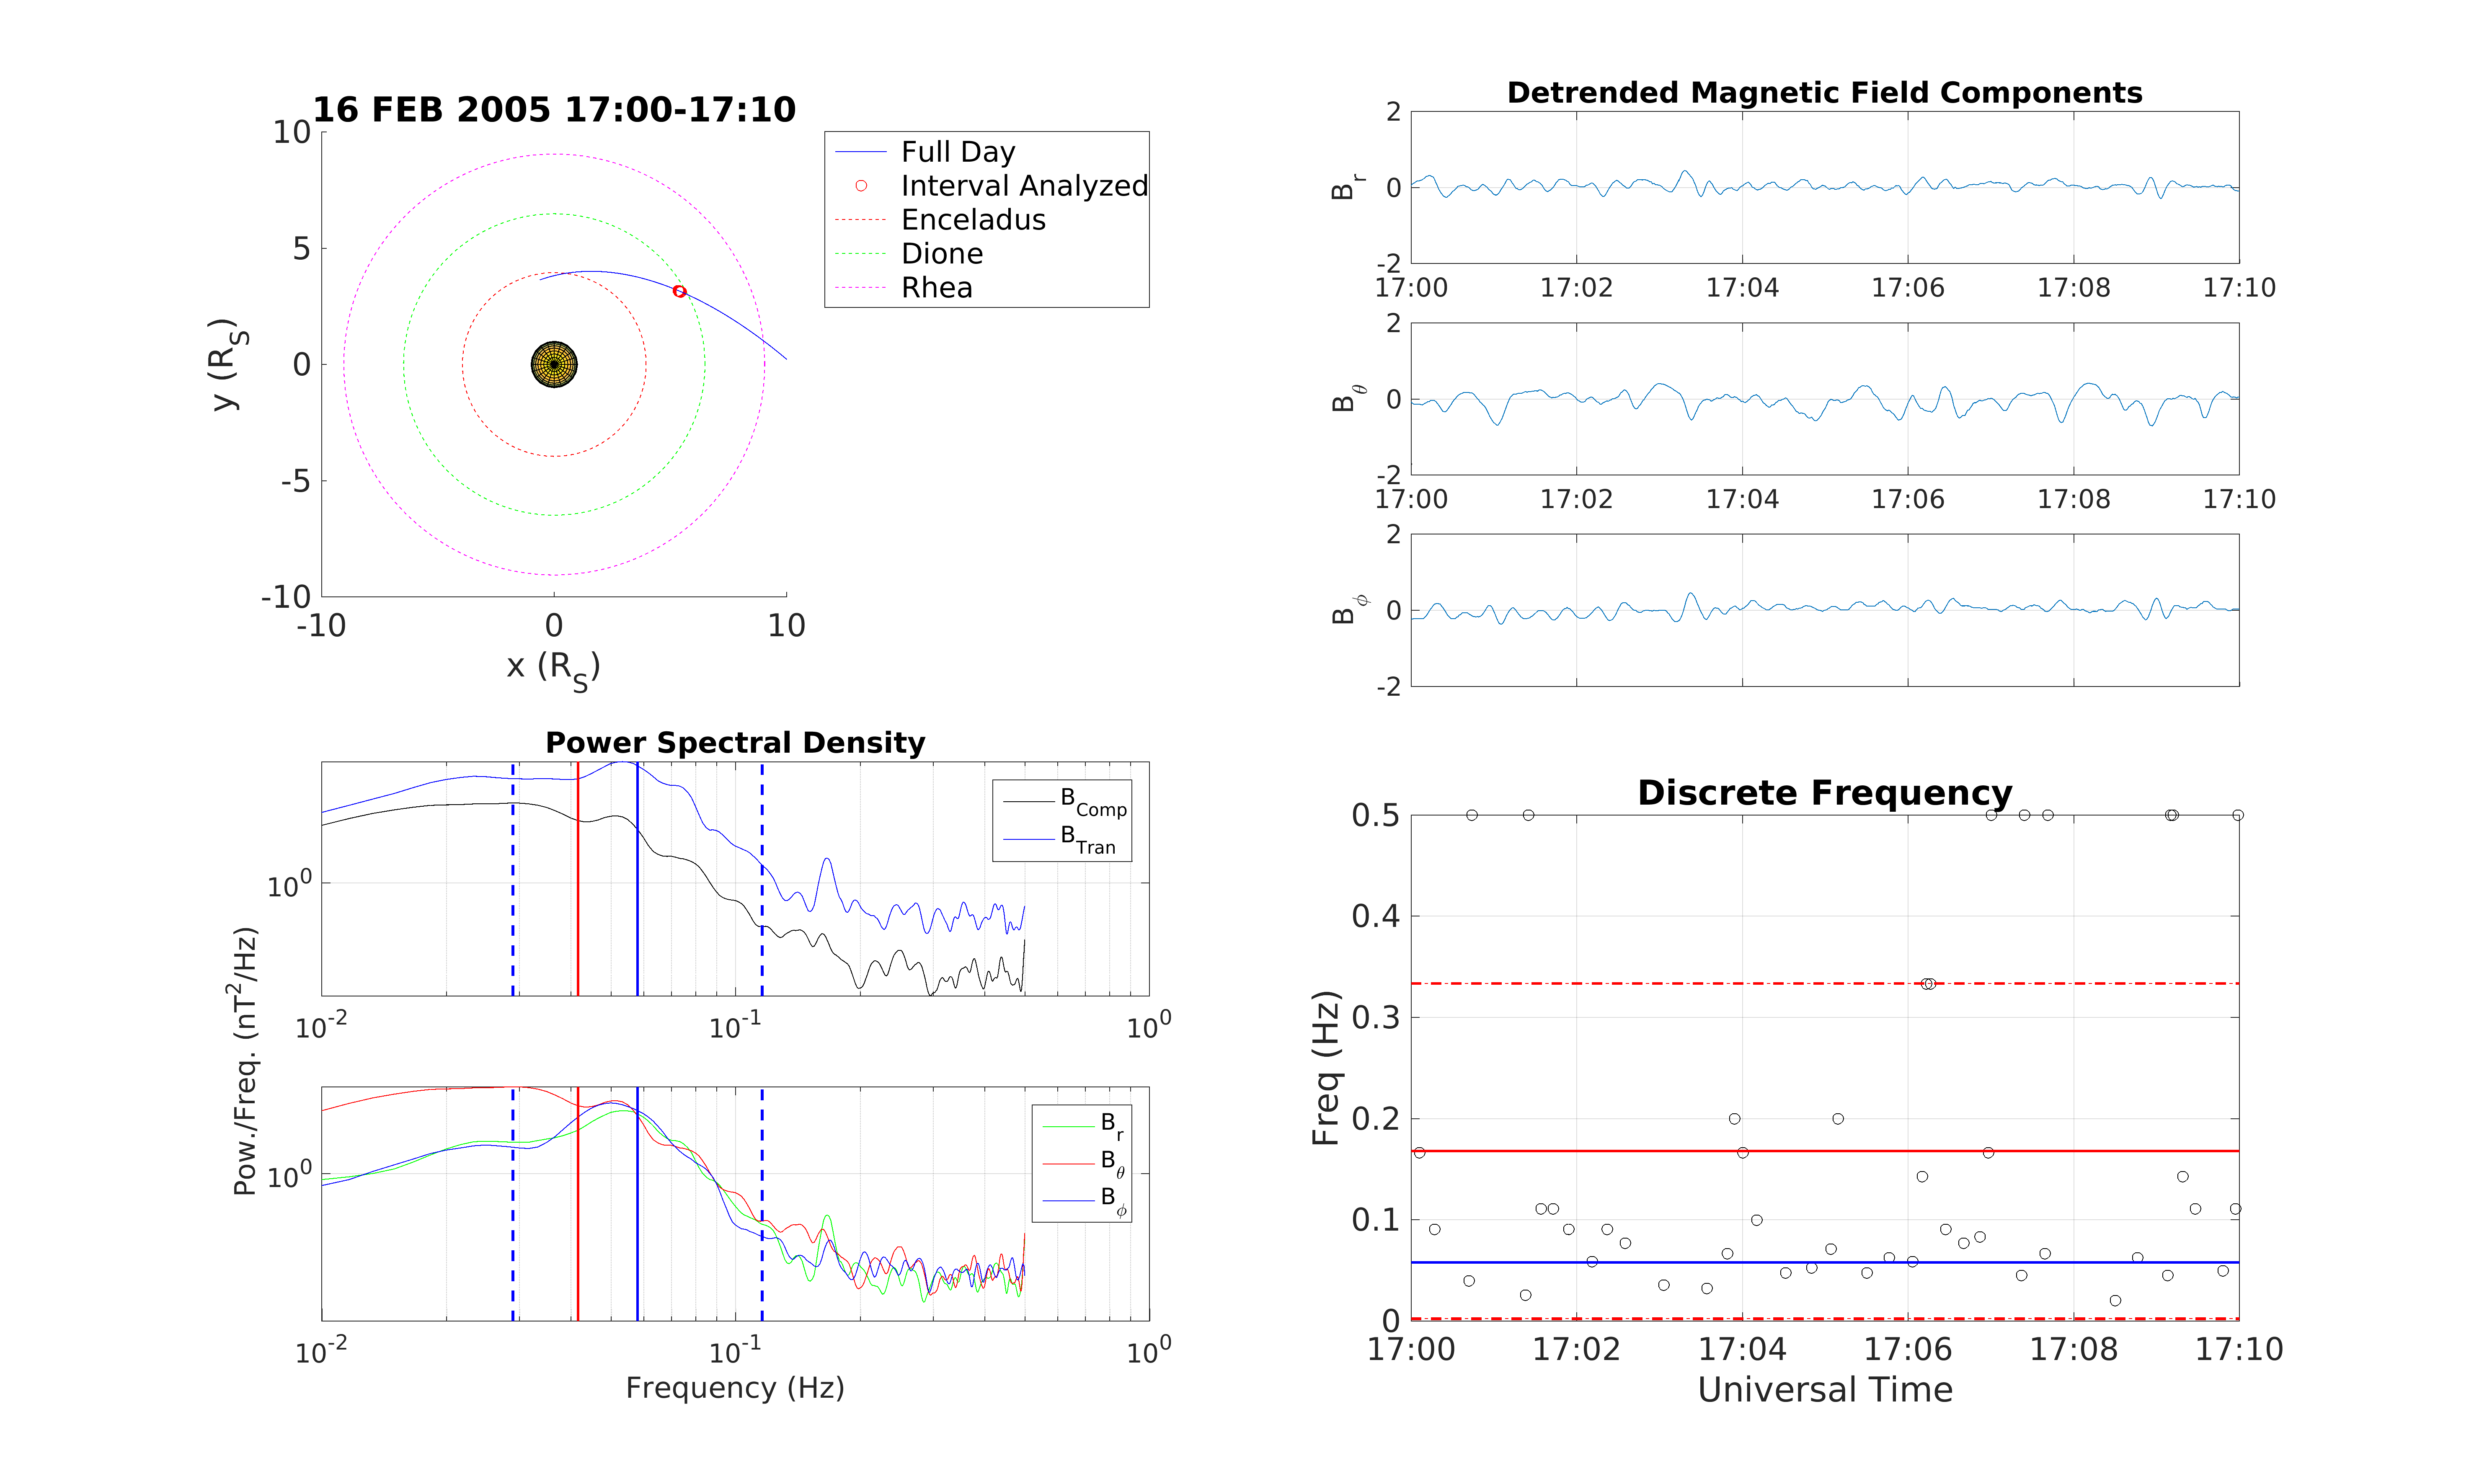 16 FEB 2005 17:00-17:10
10
5
0
-5
-10
-10 0 10
y (R_S)
x (R_S)
Full Day
Interval Analyzed
Enceladus
Dione
Rhea
Detrended Magnetic Field Components
2
0
-2
B_r
17:00 17:02 17:04 17:06 17:08 17:10
2
0
-2
B_θ
17:00 17:02 17:04 17:06 17:08 17:10
2
0
-2
B_ϕ
Power Spectral Density
10^0
B_Comp
B_Tran
10^-2 10^-1 10^0
Pow./Freq. (nT^2/Hz)
10^0
B_r
B_θ
B_ϕ
10^-2 10^-1 10^0
Frequency (Hz)
Discrete Frequency
0.5
0.4
0.3
0.2
0.1
0
Freq (Hz)
17:00 17:02 17:04 17:06 17:08 17:10
Universal Time